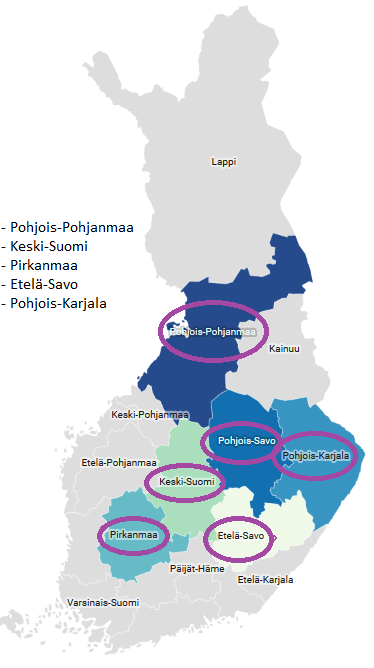 Lappi
- Pohjois-Pohjanmaa
- Keski-Suomi
- Pirkanmaa
- Etelä-Savo
- Pohjois-Karjala
Pohjois-Pohjanmaa
Kainuu
Keski-Pohjanmaa
Pohjois-Savo
Pohjois-Karjala
Etelä-Pohjanmaa
Keski-Suomi
Pirkanmaa
Etelä-Savo
Päijät-Häme
Etelä-Karjala
Varsinais-Suomi